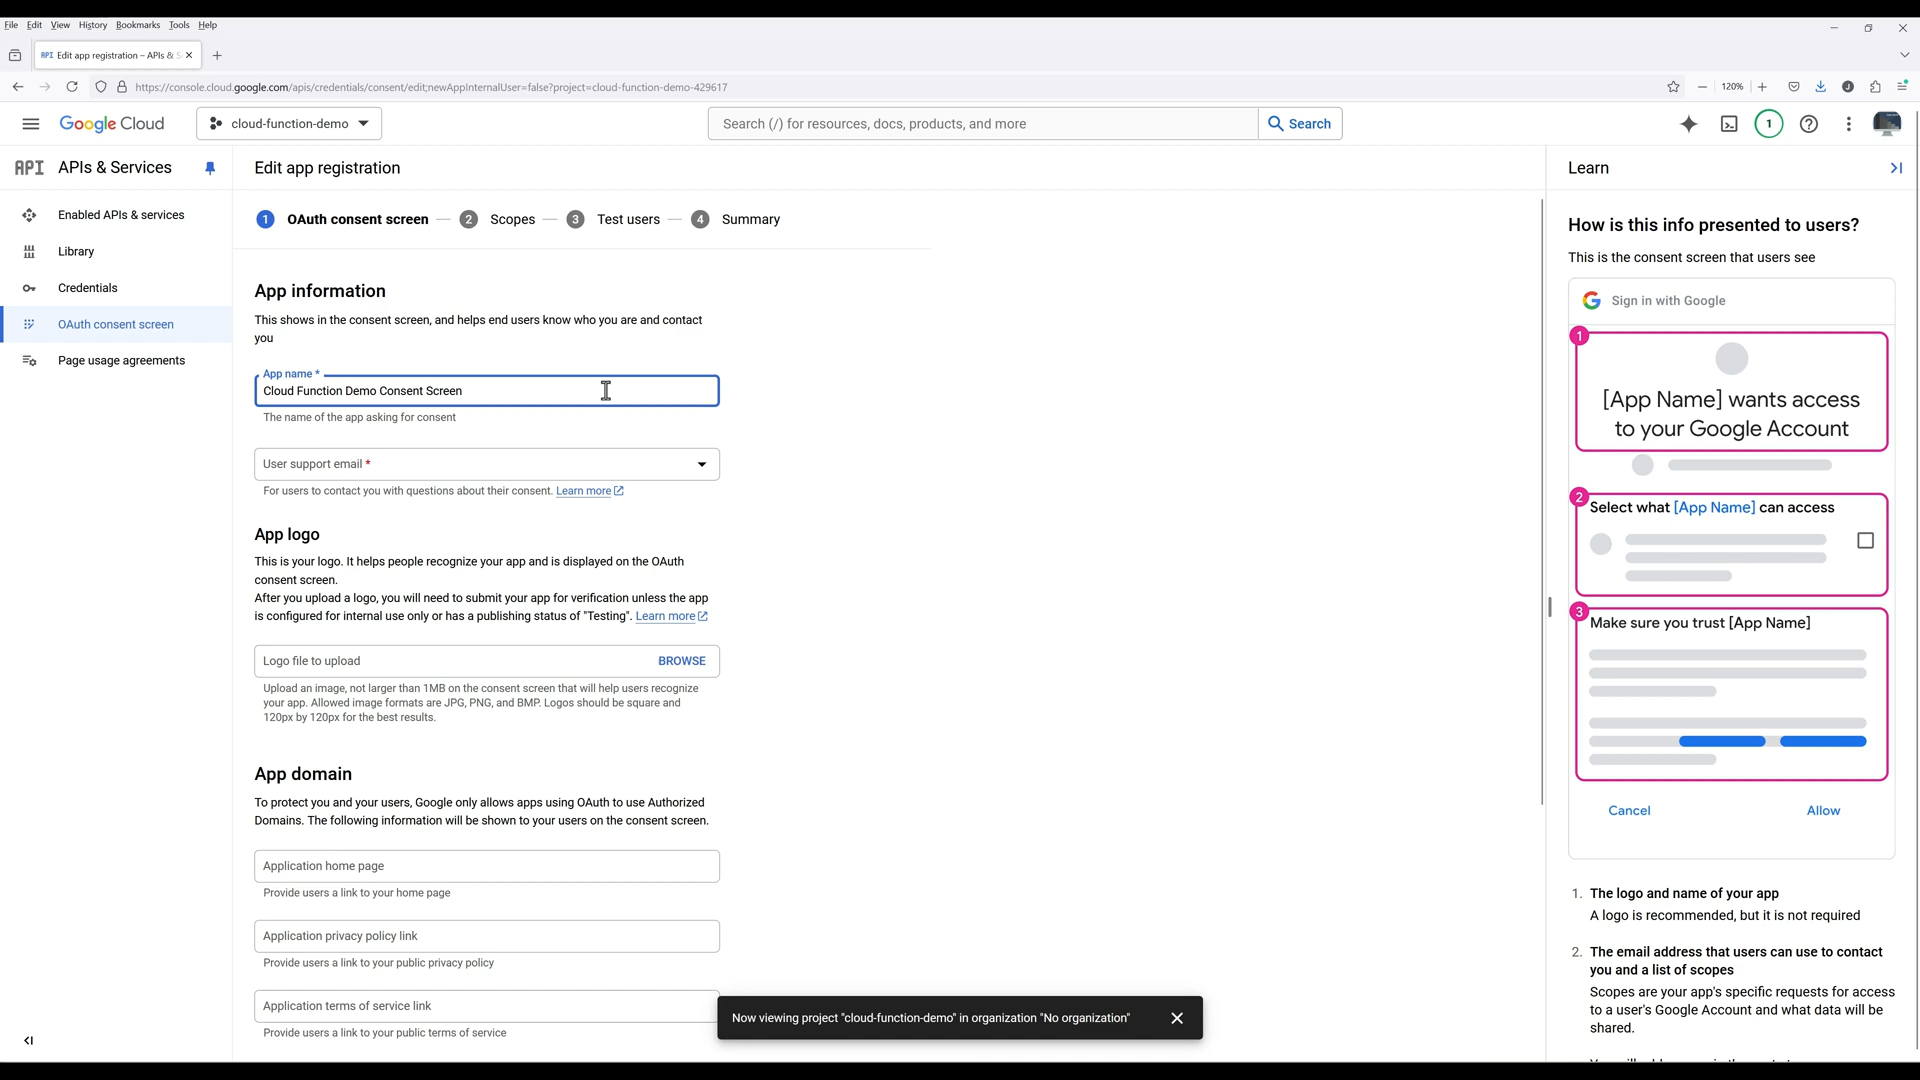 File Edit View History Bookmarks Tools Help
API Edit app registration – APIs & S
https://console.cloud.google.com/apis/credentials/consent/edit;newAppInternalUser=false?project=cloud-function-demo-429617
120%
Google Cloud
cloud-function-demo
Search (/) for resources, docs, products, and more
Search
1
API APIs & Services
Enabled APIs & services
Library
Credentials
OAuth consent screen
Page usage agreements
Edit app registration
1 OAuth consent screen — 2 Scopes — 3 Test users — 4 Summary
App information
This shows in the consent screen, and helps end users know who you are and contact
you
App name *
Cloud Function Demo Consent Screen
The name of the app asking for consent
User support email *
For users to contact you with questions about their consent. Learn more
App logo
This is your logo. It helps people recognize your app and is displayed on the OAuth
consent screen.
After you upload a logo, you will need to submit your app for verification unless the app
is configured for internal use only or has a publishing status of "Testing". Learn more
Logo file to upload
BROWSE
Upload an image, not larger than 1MB on the consent screen that will help users recognize
your app. Allowed image formats are JPG, PNG, and BMP. Logos should be square and
120px by 120px for the best results.
App domain
To protect you and your users, Google only allows apps using OAuth to use Authorized
Domains. The following information will be shown to your users on the consent screen.
Application home page
Provide users a link to your home page
Application privacy policy link
Provide users a link to your public privacy policy
Application terms of service link
Provide users a link to your public terms of service
Now viewing project "cloud-function-demo" in organization "No organization"
Learn
How is this info presented to users?
This is the consent screen that users see
G Sign in with Google
1
[App Name] wants access
to your Google Account
2
Select what [App Name] can access
3
Make sure you trust [App Name]
Cancel
Allow
1. The logo and name of your app
A logo is recommended, but it is not required
2. The email address that users can use to contact
you and a list of scopes
Scopes are your app's specific requests for access
to a user's Google Account and what data will be
shared.